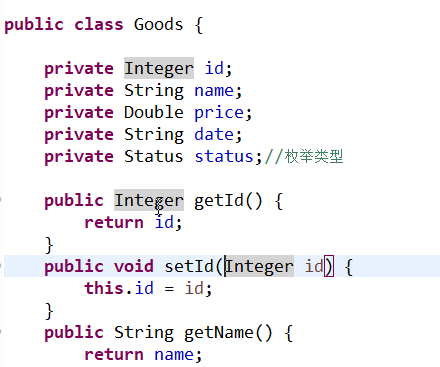 public class Goods {
private Integer id;
private String name;
private Double price;
private String date;
private Status status;//枚举类型
public Integer getId() {
return id;
}
public void setId(Integer id) {
this.id = id;
}
public String getName() {
return name;